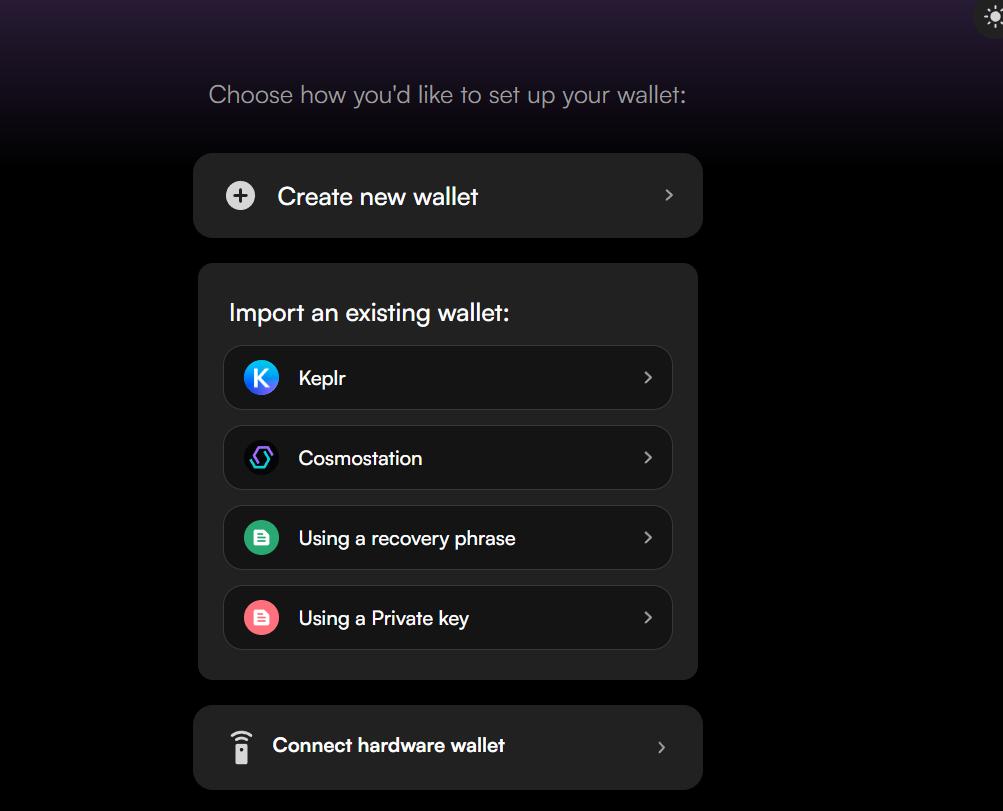 Choose how you'd like to set up your wallet:
Create new wallet
Import an existing wallet:
Keplr
Cosmostation
Using a recovery phrase
Using a Private key
Connect hardware wallet